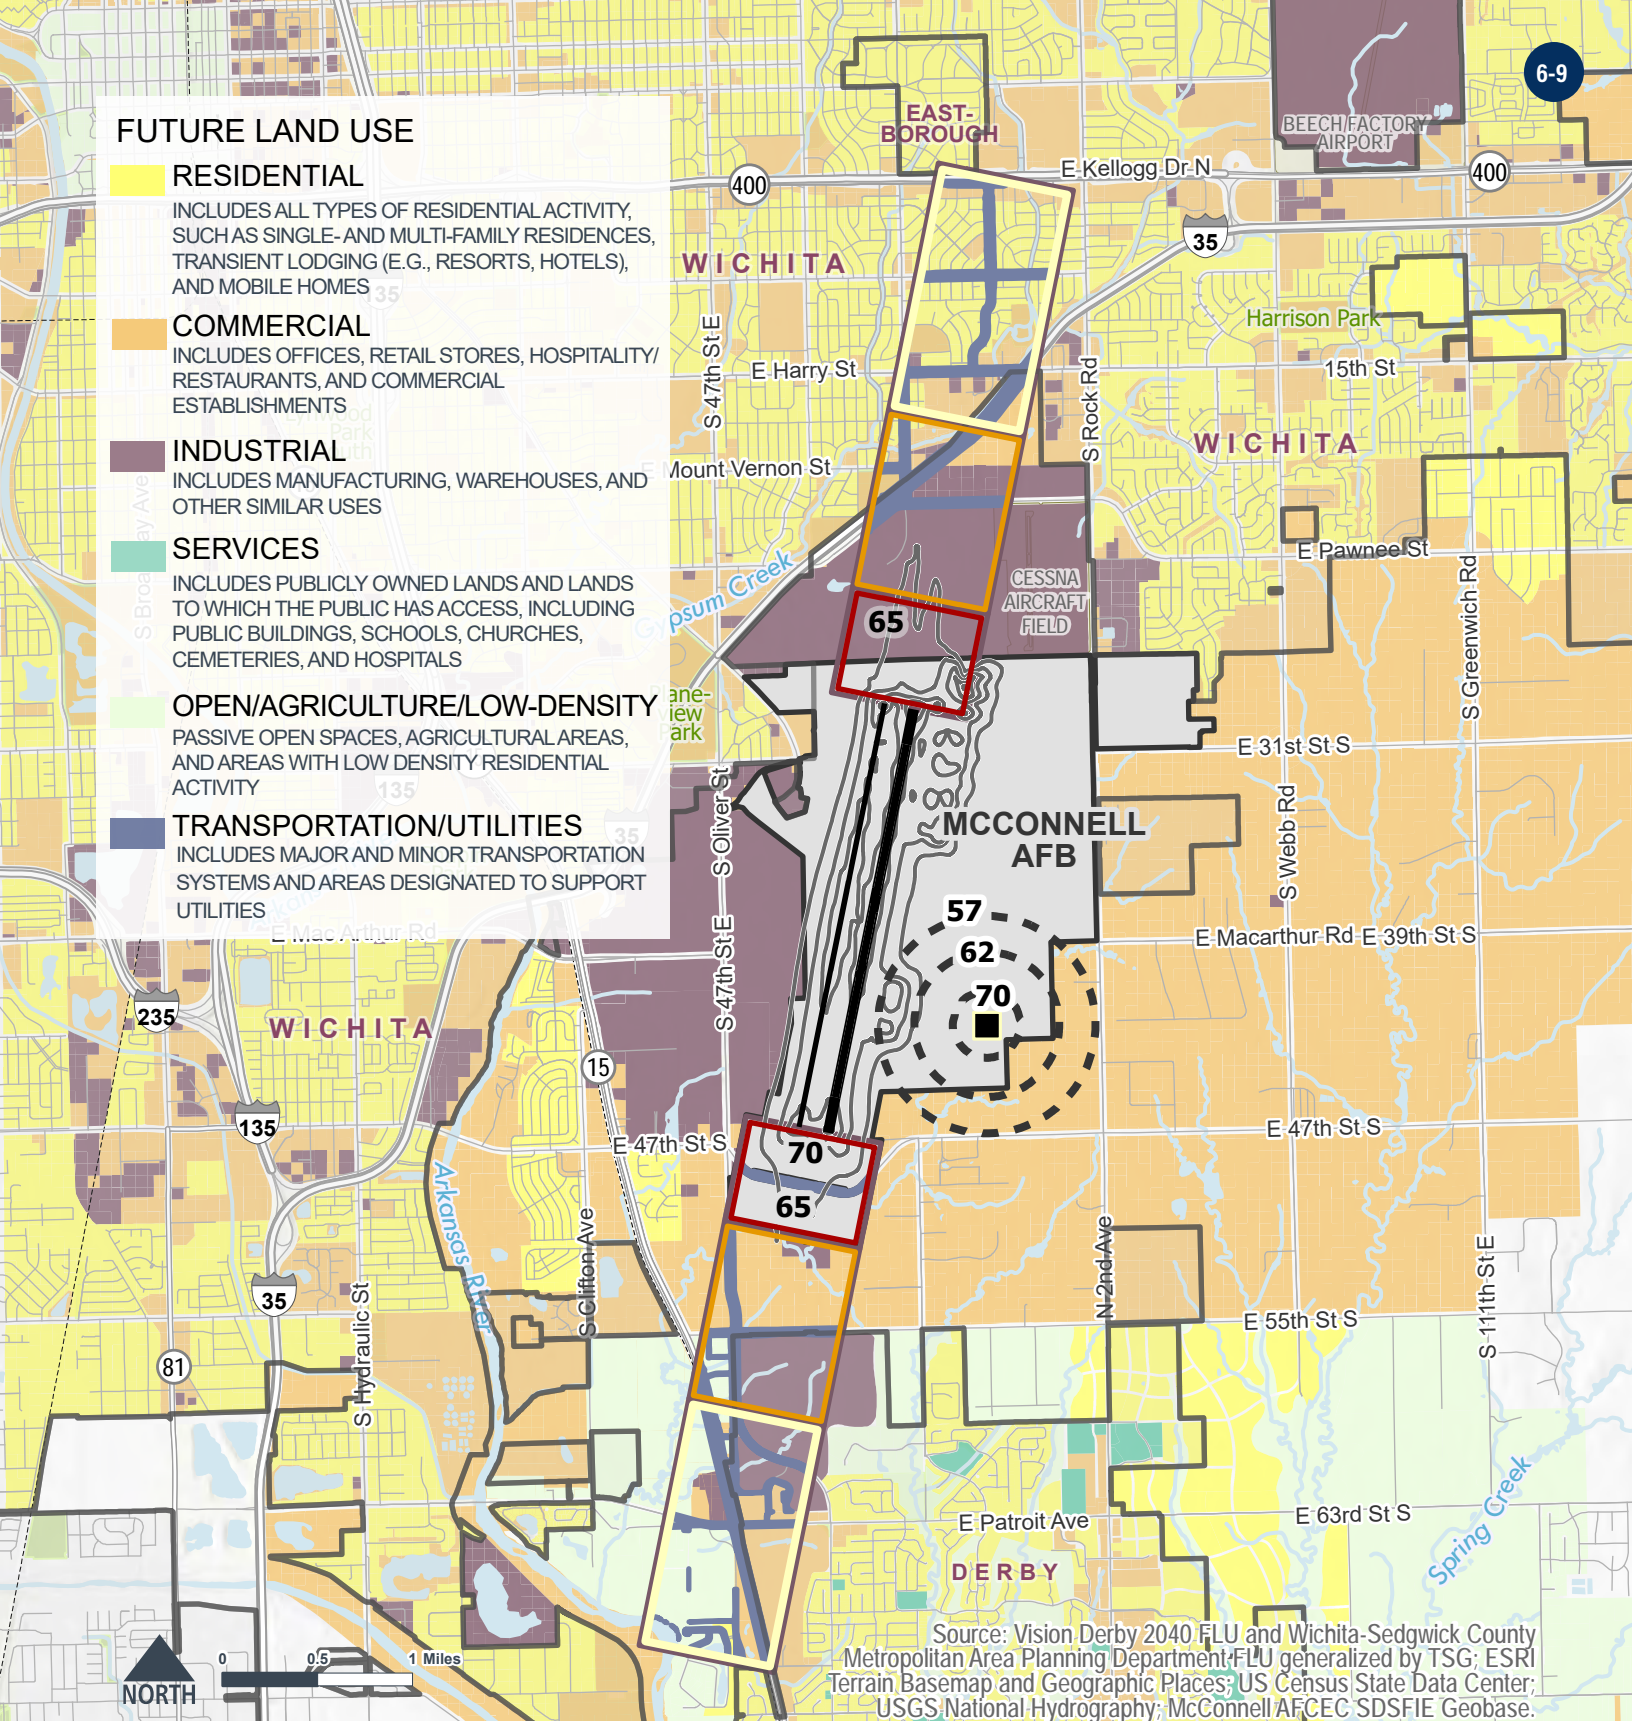 6-9
FUTURE LAND USE
RESIDENTIAL
INCLUDES ALL TYPES OF RESIDENTIAL ACTIVITY,
SUCH AS SINGLE- AND MULTI-FAMILY RESIDENCES,
TRANSIENT LODGING (E.G., RESORTS, HOTELS),
AND MOBILE HOMES
COMMERCIAL
INCLUDES OFFICES, RETAIL STORES, HOSPITALITY/
RESTAURANTS, AND COMMERCIAL
ESTABLISHMENTS
INDUSTRIAL
INCLUDES MANUFACTURING, WAREHOUSES, AND
OTHER SIMILAR USES
SERVICES
INCLUDES PUBLICLY OWNED LANDS AND LANDS
TO WHICH THE PUBLIC HAS ACCESS, INCLUDING
PUBLIC BUILDINGS, SCHOOLS, CHURCHES,
CEMETERIES, AND HOSPITALS
OPEN/AGRICULTURE/LOW-DENSITY
PASSIVE OPEN SPACES, AGRICULTURAL AREAS,
AND AREAS WITH LOW DENSITY RESIDENTIAL
ACTIVITY
TRANSPORTATION/UTILITIES
INCLUDES MAJOR AND MINOR TRANSPORTATION
SYSTEMS AND AREAS DESIGNATED TO SUPPORT
UTILITIES
135
135
35
S Broadway Ave
E Mac Arthur Rd
EAST-
BOROUGH
BEECH FACTORY
AIRPORT
E Kellogg Dr N
400
400
35
WICHITA
Harrison Park
S 47th St E
E Harry St
15th St
S Rock Rd
WICHITA
E Mount Vernon St
E Pawnee St
Gypsum Creek
CESSNA
AIRCRAFT
FIELD
65
S Greenwich Rd
Plane-
view
Park
E 31st St S
S Oliver St
MCCONNELL
AFB
S Webb Rd
57
62
70
E Macarthur Rd
E 39th St S
S 47th St E
235
WICHITA
15
135
E 47th St S
E 47th St S
70
65
Arkansas River
S Clifton Ave
N 2nd Ave
S 111th St E
35
S Hydraulic St
E 55th St S
81
E Patroit Ave
E 63rd St S
Spring Creek
DERBY
NORTH
0
0.5
1 Miles
Source: Vision Derby 2040 FLU and Wichita-Sedgwick County
Metropolitan Area Planning Department FLU generalized by TSG; ESRI
Terrain Basemap and Geographic Places; US Census State Data Center;
USGS National Hydrography; McConnell AFCEC SDSFIE Geobase.